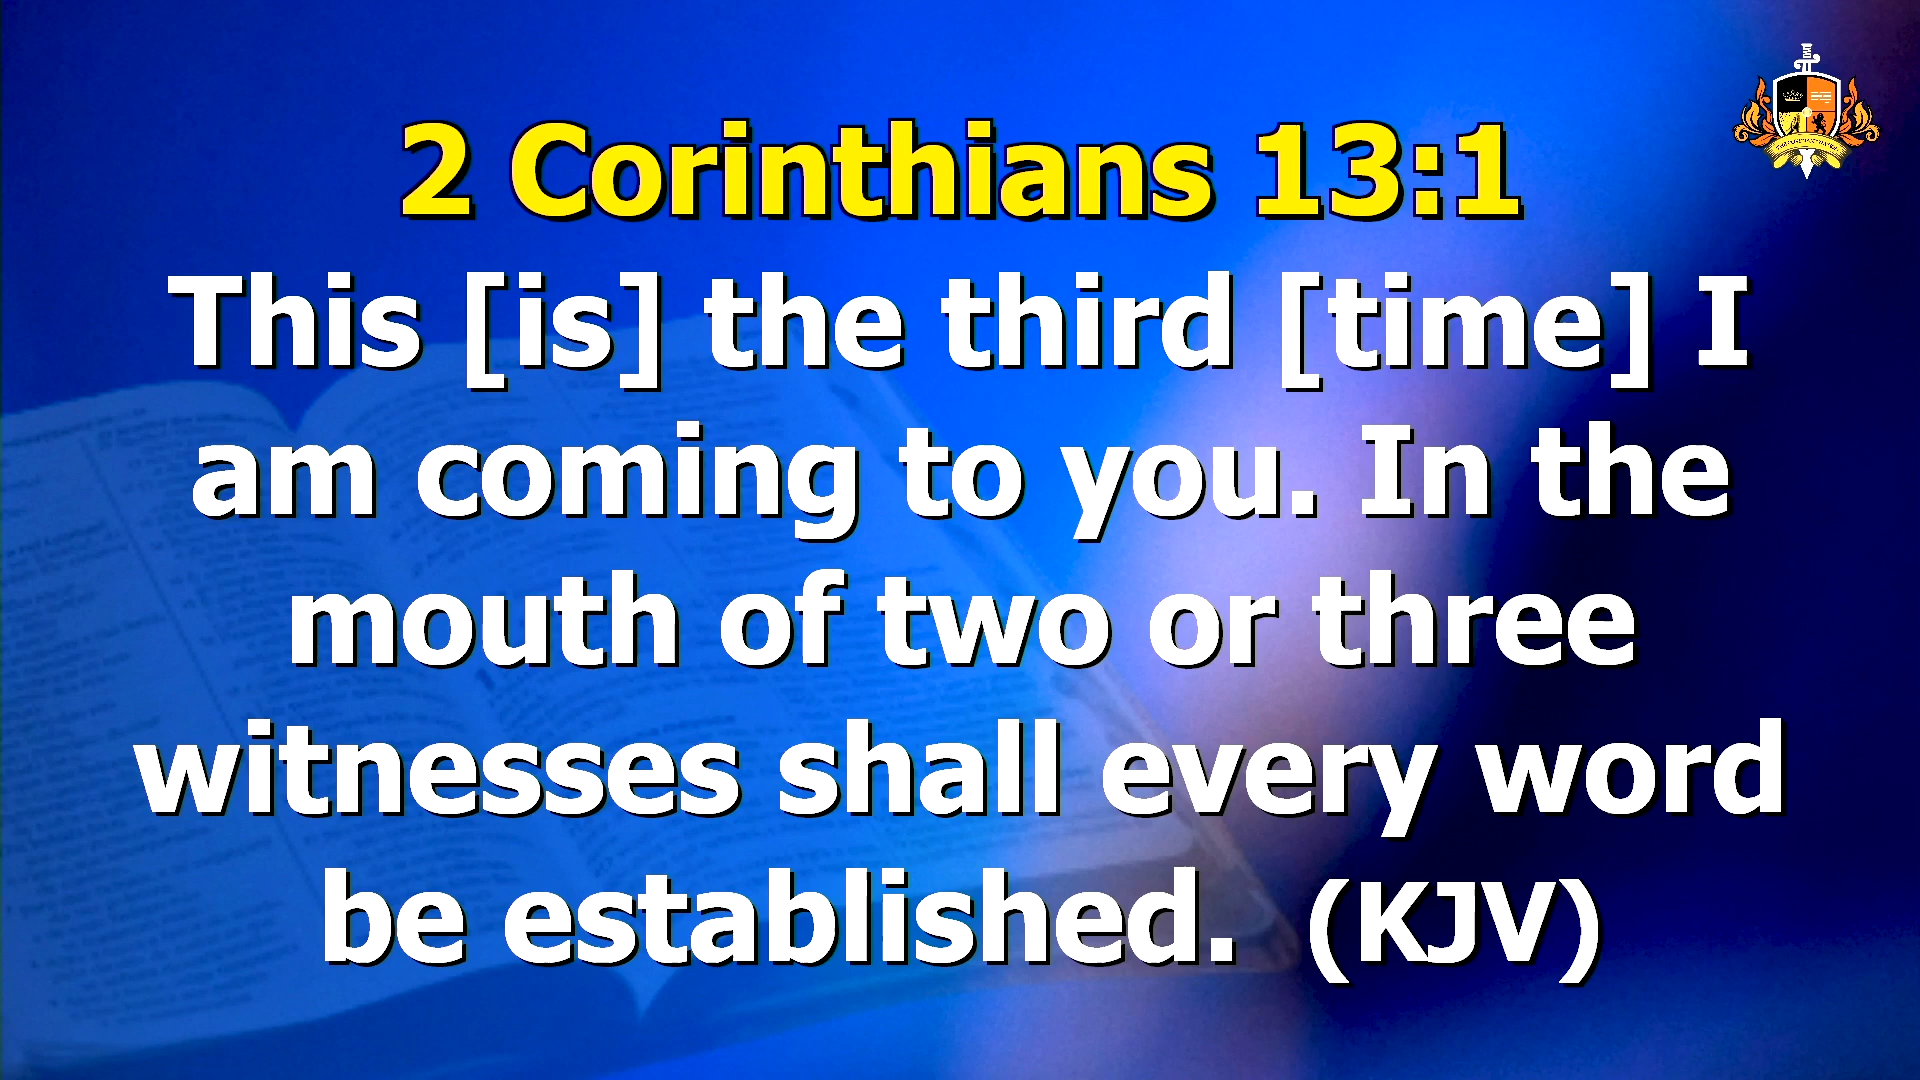 2 Corinthians 13:1
This [is] the third [time] I
am coming to you. In the
mouth of two or three
witnesses shall every word
be established.  (KJV)